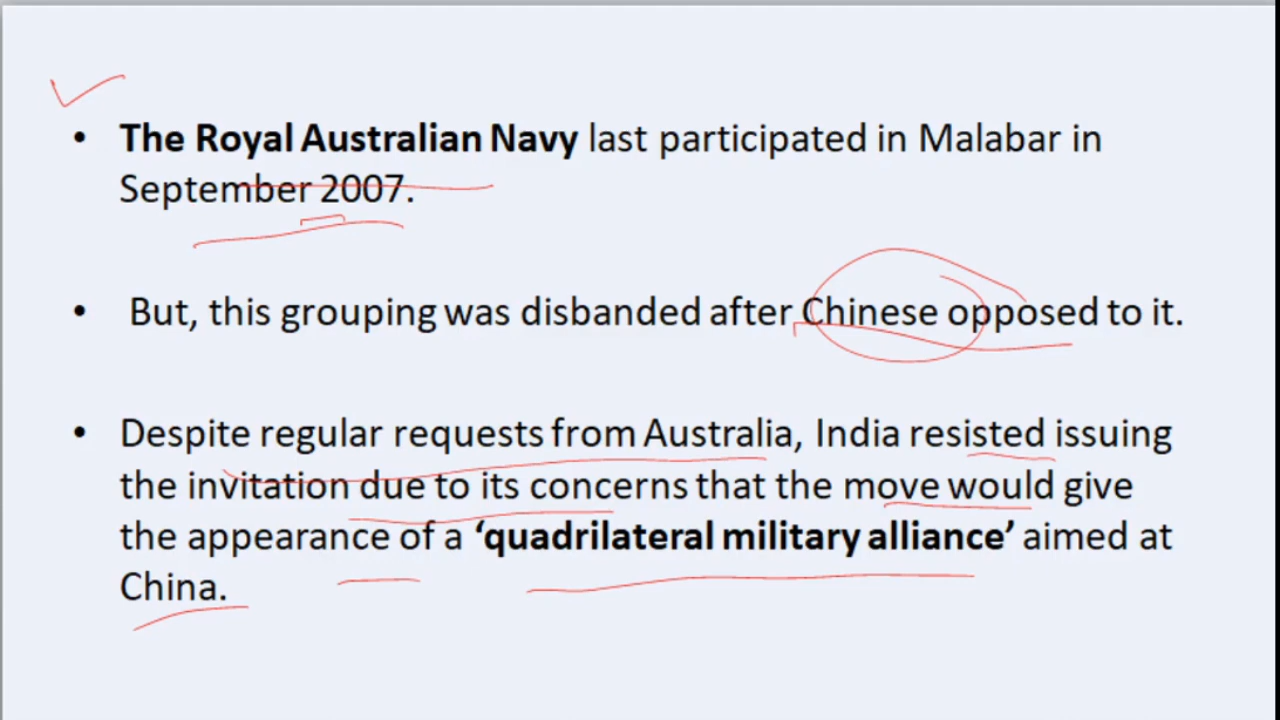 • The Royal Australian Navy last participated in Malabar in
September 2007.
• But, this grouping was disbanded after Chinese opposed to it.
• Despite regular requests from Australia, India resisted issuing
the invitation due to its concerns that the move would give
the appearance of a ‘quadrilateral military alliance’ aimed at
China.